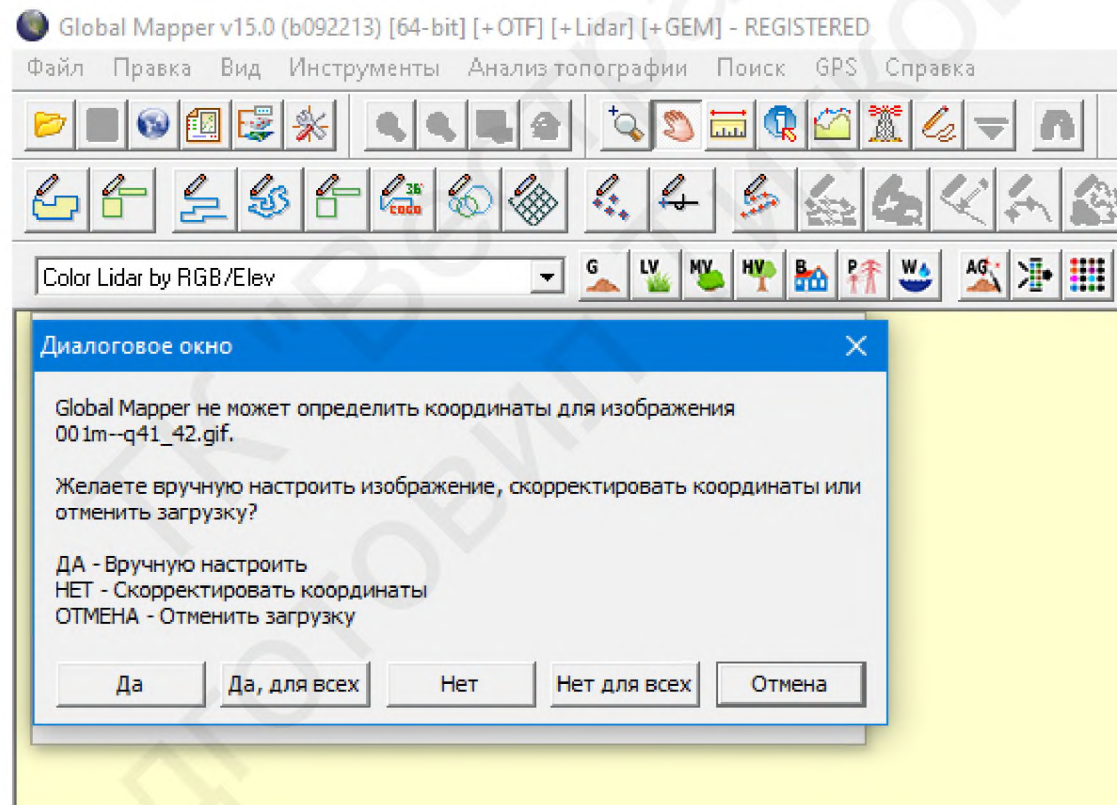 Global Mapper v15.0 (b092213) [64-bit] [+OTF] [+Lidar] [+GEM] - REGISTERED
Файл Правка Вид Инструменты Анализ топографии Поиск GPS Справка
36'
COGO
Color Lidar by RGB/Elev
G LV MV HV B P W AG
Диалоговое окно
Global Mapper не может определить координаты для изображения
001m--q41_42.gif.
Желаете вручную настроить изображение, скорректировать координаты или
отменить загрузку?
ДА - Вручную настроить
НЕТ - Скорректировать координаты
ОТМЕНА - Отменить загрузку
Да Да, для всех Нет Нет для всех Отмена